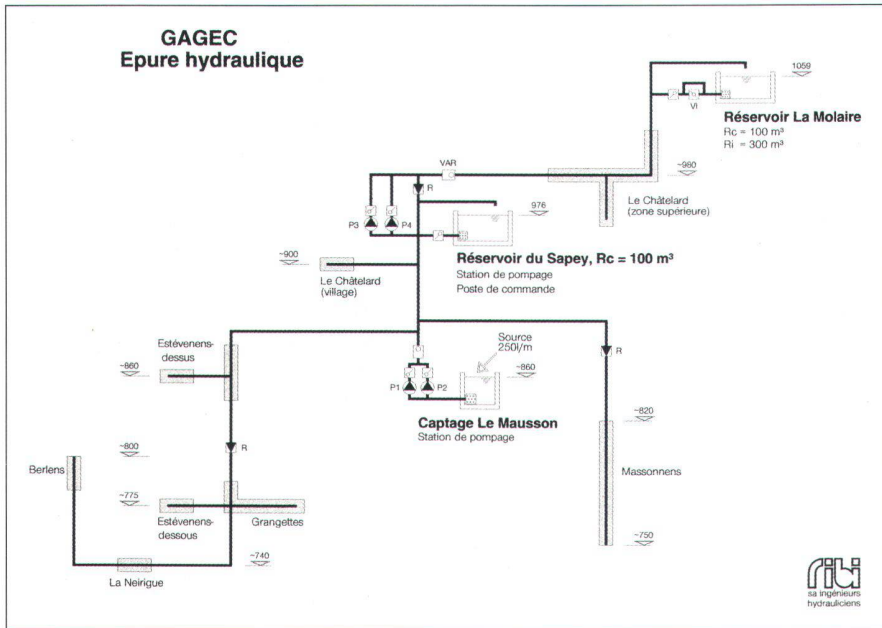 GAGEC
Epure hydraulique
1059
VI
Réservoir La Molaire
Rc = 100 m³
Ri = 300 m³
VAR
~980
R
Le Châtelard
(zone supérieure)
976
P3
P4
Réservoir du Sapey, Rc = 100 m³
Station de pompage
Poste de commande
~900
Le Châtelard
(village)
Source
250l/m
Estévenens-
dessus
R
~860
~860
P1
P2
Captage Le Mausson
Station de pompage
~820
~800
R
Berlens
Massonnens
~775
Estévenens-
dessous
Grangettes
~750
~740
La Neirigue
ribi
sa ingénieurs
hydrauliciens